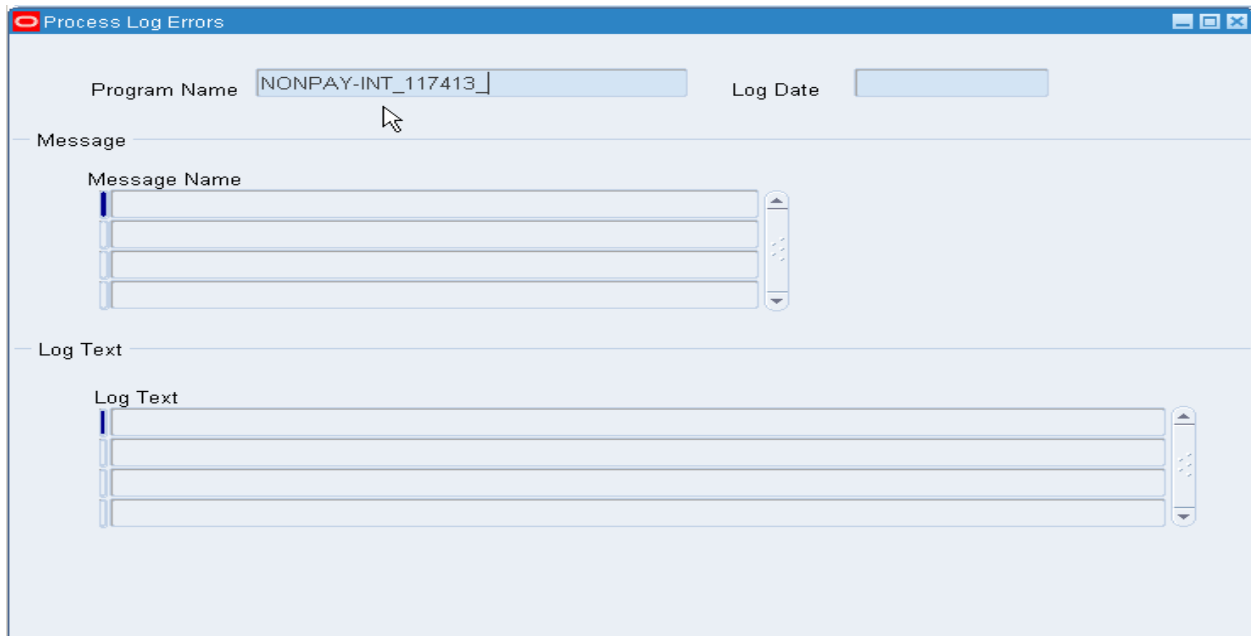 Process Log Errors
Program Name NONPAY-INT_117413_ Log Date
Message
Message Name
Log Text
Log Text